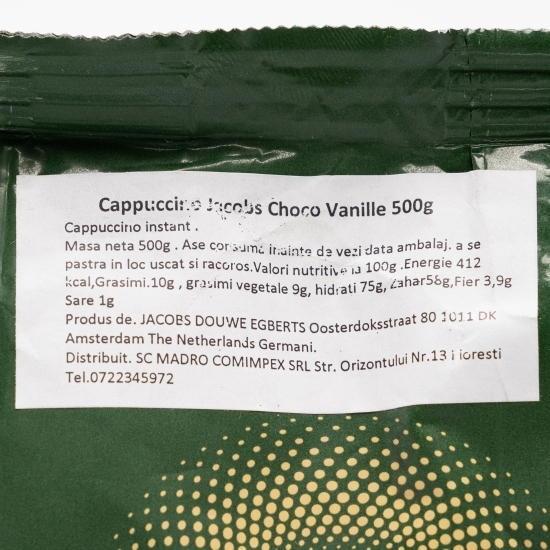 Cappuccino Jacobs Choco Vanille 500g
Cappuccino instant .
Masa neta 500g . Ase consuma inainte de vezi data ambalaj. a se
pastra in loc uscat si racoros.Valori nutritive la 100g .Energie 412
kcal,Grasimi.10g , grasimi vegetale 9g, hidrati 75g, Zahar58g,Fier 3,9g
Sare 1g
Produs de. JACOBS DOUWE EGBERTS Oosterdoksstraat 80 1011 DK
Amsterdam The Netherlands Germani.
Distribuit. SC MADRO COMIMPEX SRL Str. Orizontului Nr.13
Tel.0722345972